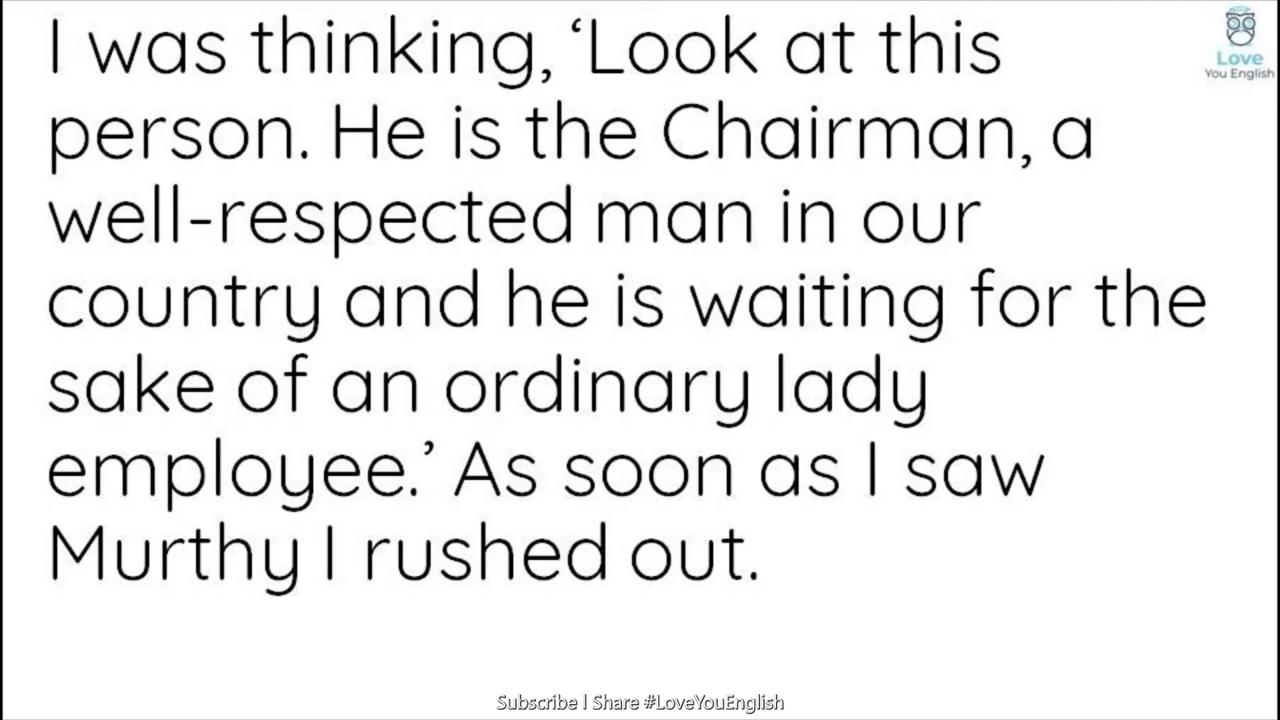 I was thinking, ‘Look at this
person. He is the Chairman, a
well-respected man in our
country and he is waiting for the
sake of an ordinary lady
employee.’ As soon as I saw
Murthy I rushed out.
Love
You English
Subscribe l Share #LoveYouEnglish